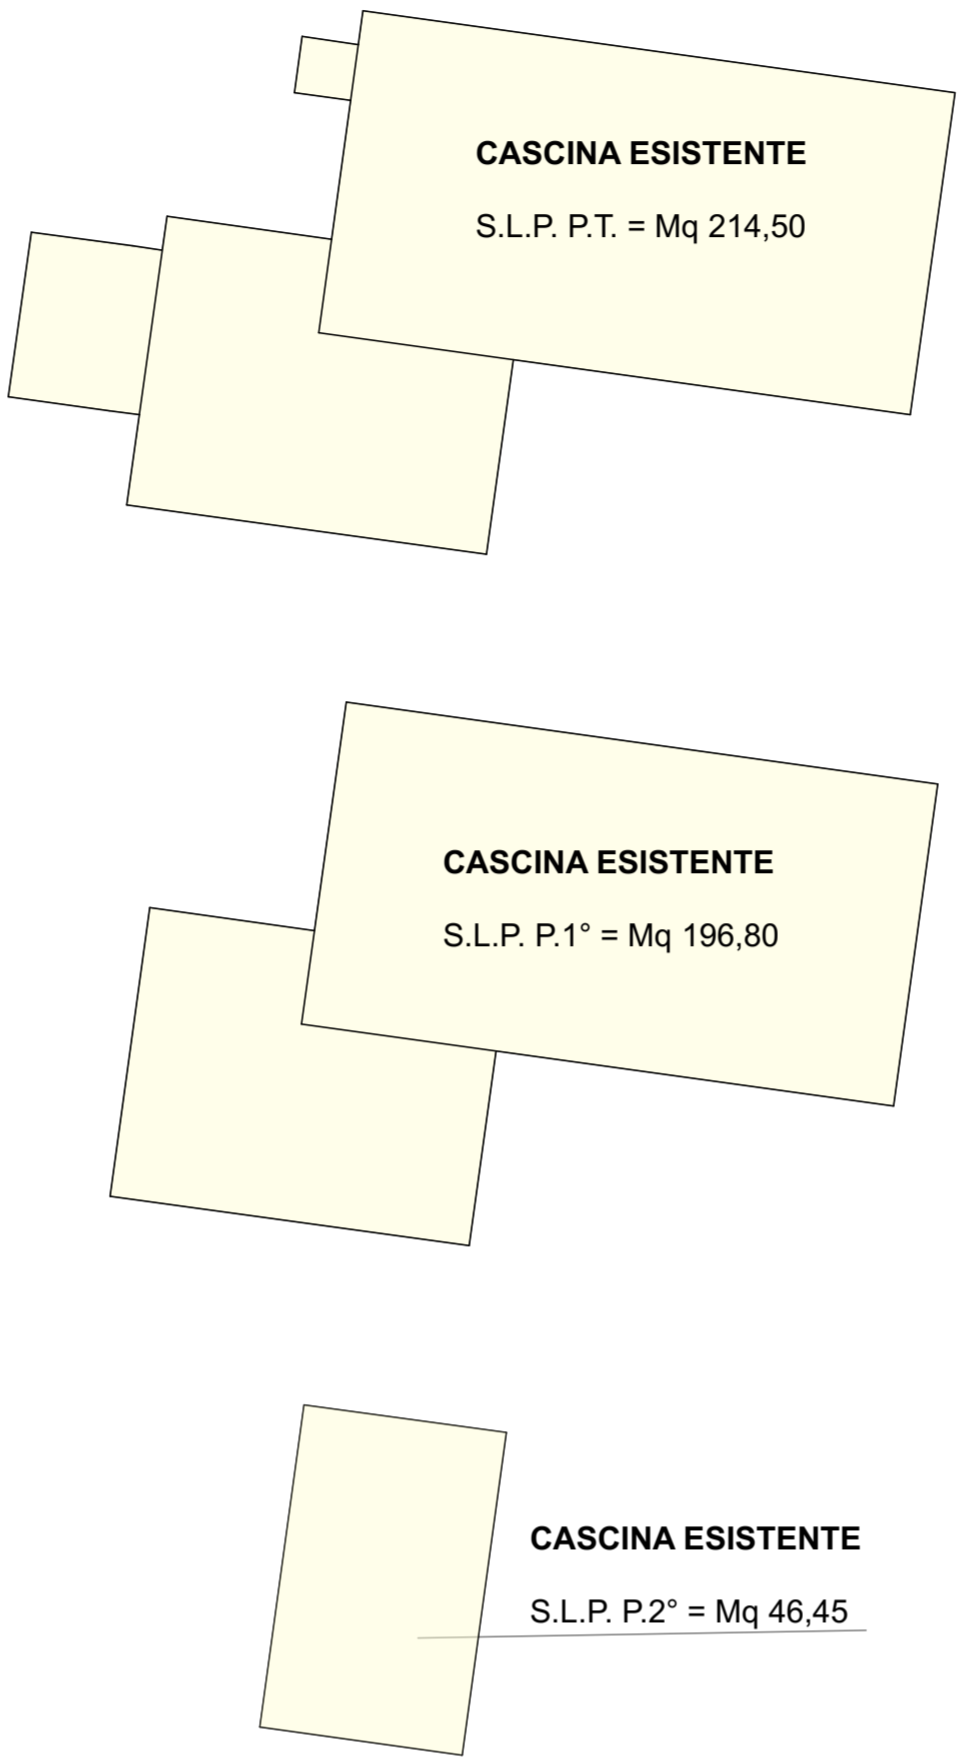 CASCINA ESISTENTE
S.L.P. P.T. = Mq 214,50
CASCINA ESISTENTE
S.L.P. P.1° = Mq 196,80
CASCINA ESISTENTE
S.L.P. P.2° = Mq 46,45